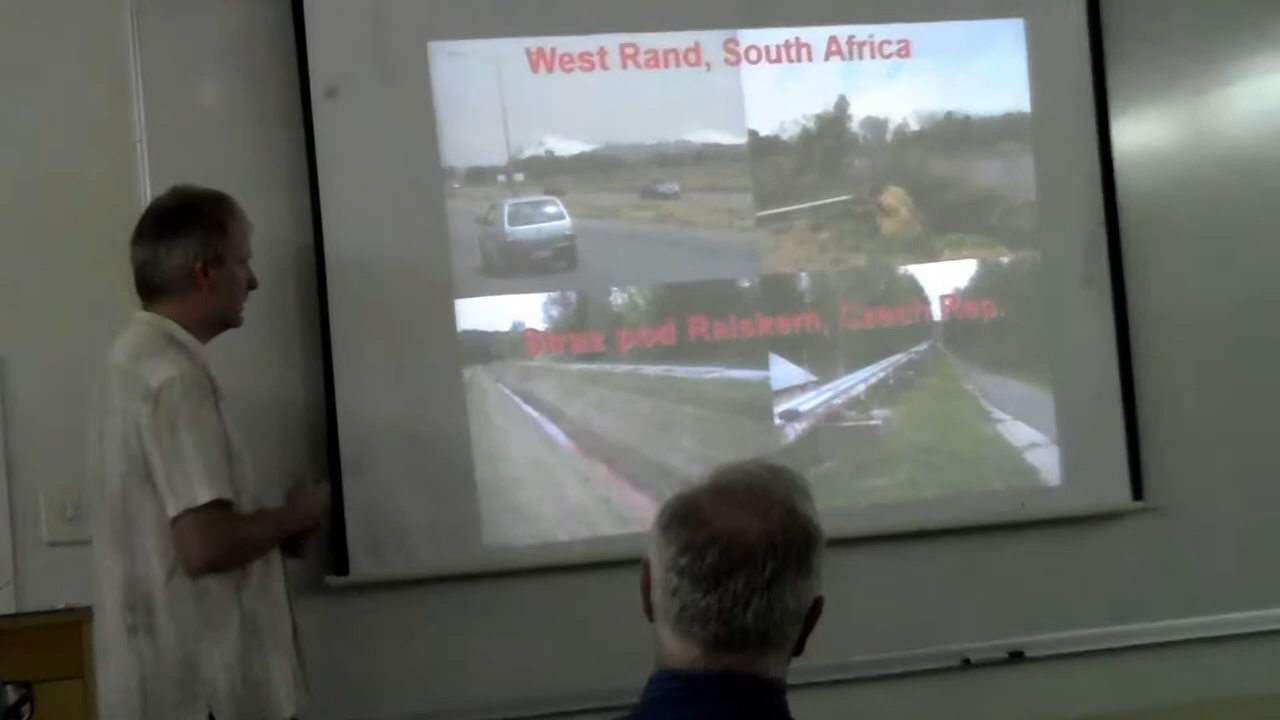 West Rand, South Africa
Straz pod Ralskem, Czech Rep.